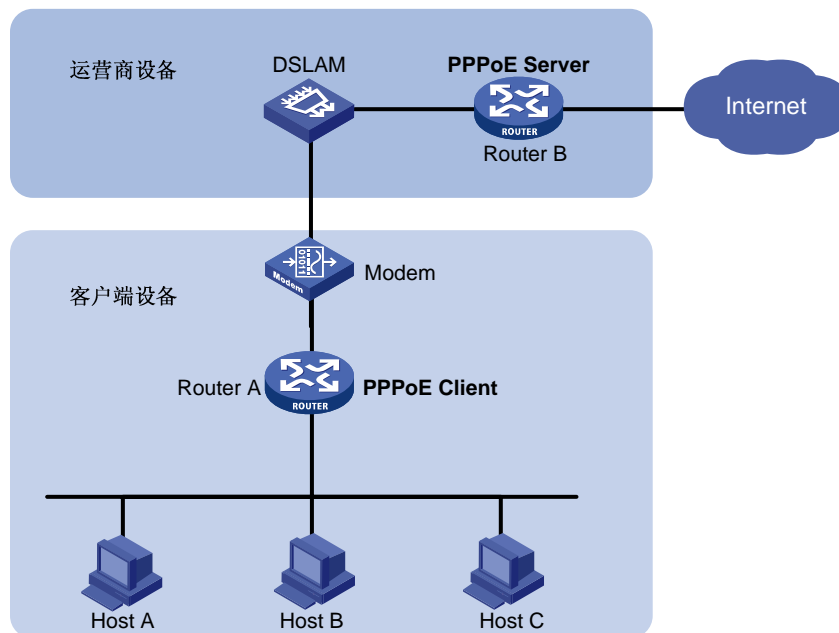 运营商设备
DSLAM
PPPoE Server
ROUTER
Router B
Internet
客户端设备
01011
Modem
Modem
Router A
ROUTER
PPPoE Client
Host A
Host B
Host C